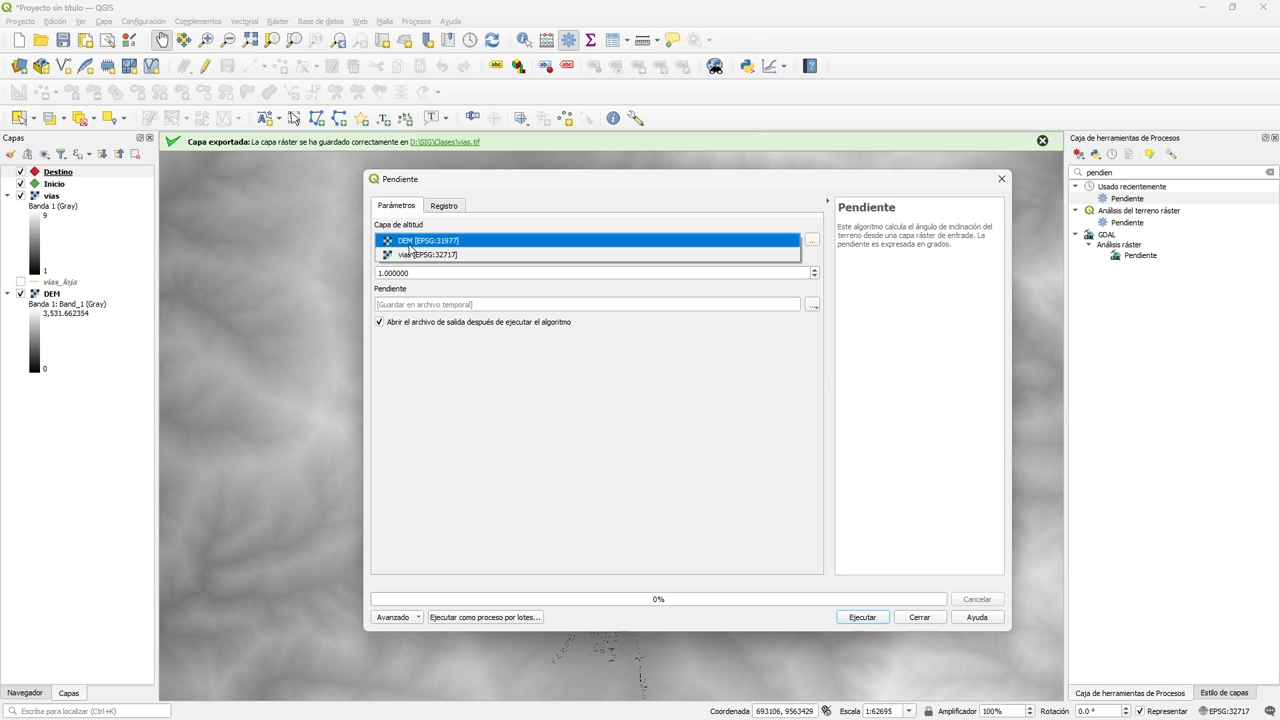 *Proyecto sin título — QGIS
Proyecto Edición Ver Capa Configuración Complementos Vectorial Ráster Base de datos Web Malla Procesos Ayuda
Capas
Destino
Inicio
vias
Banda 1 (Gray)
9
1
vias_loja
DEM
Banda 1: Band_1 (Gray)
3,531.662354
0
Navegador Capas
Capa exportada: La capa ráster se ha guardado correctamente en D:\SIG\Clases\vias.tif
Pendiente
Parámetros Registro
Capa de altitud
DEM [EPSG:31977]
vias [EPSG:32717]
1.000000
Pendiente
[Guardar en archivo temporal]
Abrir el archivo de salida después de ejecutar el algoritmo
Pendiente
Este algoritmo calcula el ángulo de inclinación del
terreno desde una capa ráster de entrada. La
pendiente es expresada en grados.
0%
Cancelar
Avanzado Ejecutar como proceso por lotes...
Ejecutar Cerrar Ayuda
Caja de herramientas de Procesos
pendien
Usado recientemente
Pendiente
Análisis del terreno ráster
Pendiente
GDAL
Análisis ráster
Pendiente
Caja de herramientas de Procesos Estilo de capas
Escriba para localizar (Ctrl+K)
Coordenada 693106, 9563429 Escala 1:62695 Amplificador 100% Rotación 0.0 ° Representar EPSG:32717